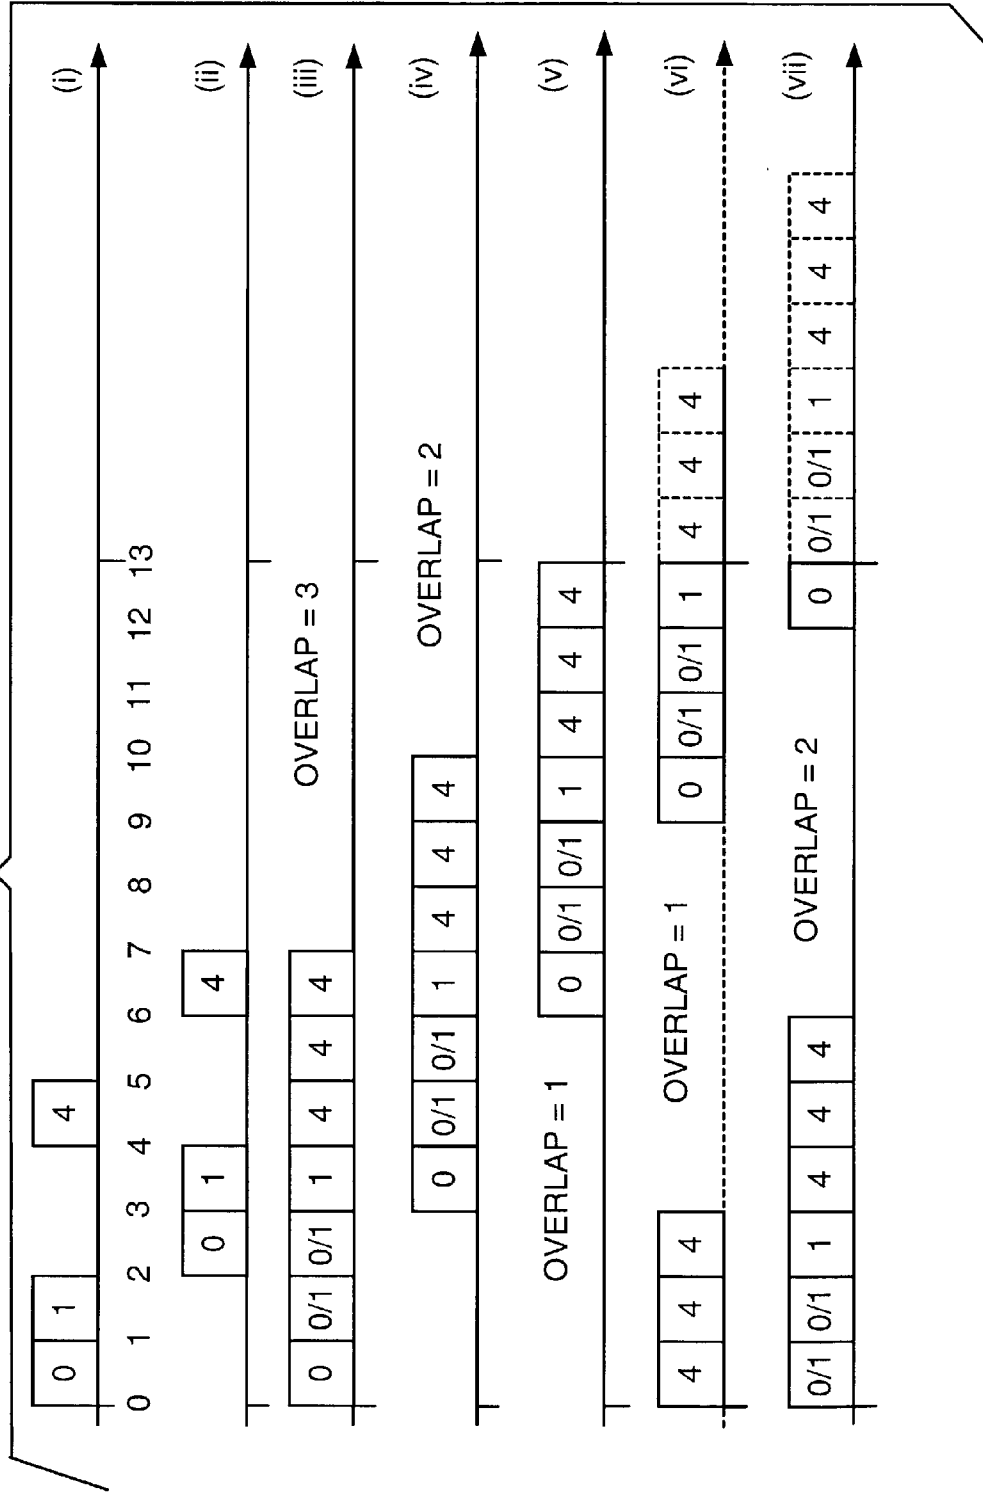 0 1 4 (i)
0 1 2 3 4 5 6 7 8 9 10 11 12 13
0 1 4 (ii)
0 0/1 0/1 1 4 4 4 OVERLAP = 3 (iii)
0 0/1 0/1 1 4 4 4 OVERLAP = 2 (iv)
OVERLAP = 1 0 0/1 0/1 1 4 4 4 (v)
4 4 4 OVERLAP = 1 0 0/1 0/1 1 4 4 4 (vi)
0/1 0/1 1 4 4 4 OVERLAP = 2 0 0/1 0/1 1 4 4 4 (vii)